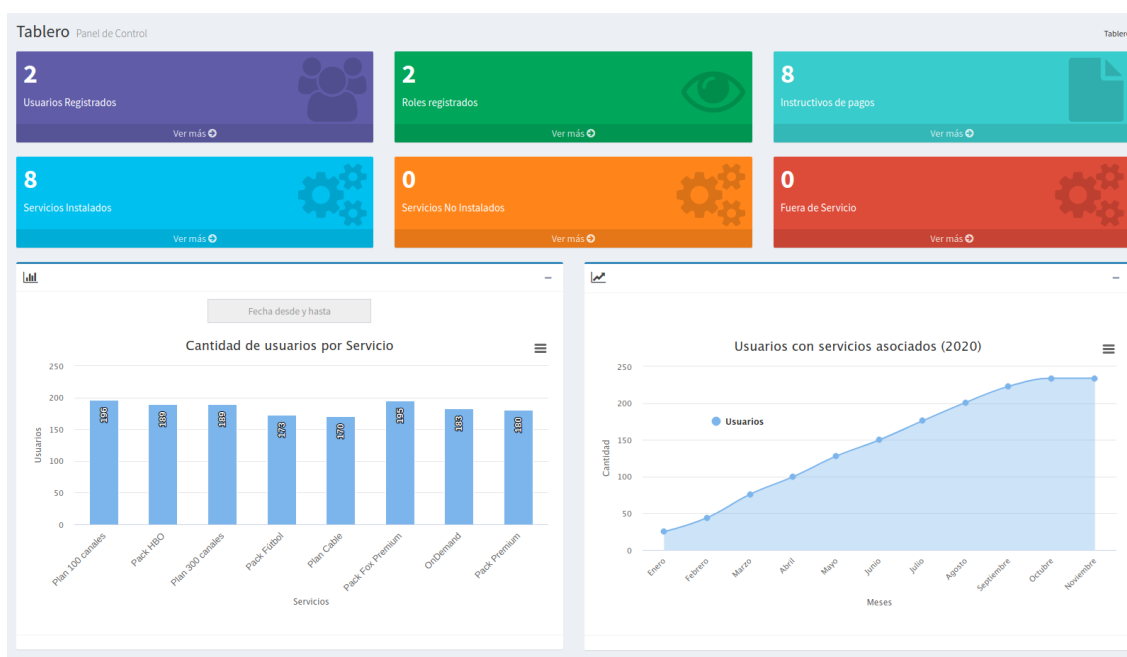 Tablero Panel de Control
Tablero
2
Usuarios Registrados
Ver más
2
Roles registrados
Ver más
8
Instructivos de pagos
Ver más
8
Servicios Instalados
Ver más
0
Servicios No Instalados
Ver más
0
Fuera de Servicio
Ver más
Fecha desde y hasta
Cantidad de usuarios por Servicio
Usuarios
250
200
150
100
50
0
196
189
189
173
170
195
183
180
Plan 100 canales
Pack HBO
Plan 300 canales
Pack Fútbol
Plan Cable
Pack Fox Premium
OnDemand
Pack Premium
Servicios
Usuarios con servicios asociados (2020)
Cantidad
250
200
150
100
50
0
Usuarios
Enero
Febrero
Marzo
Abril
Mayo
Junio
Julio
Agosto
Septiembre
Octubre
Noviembre
Meses